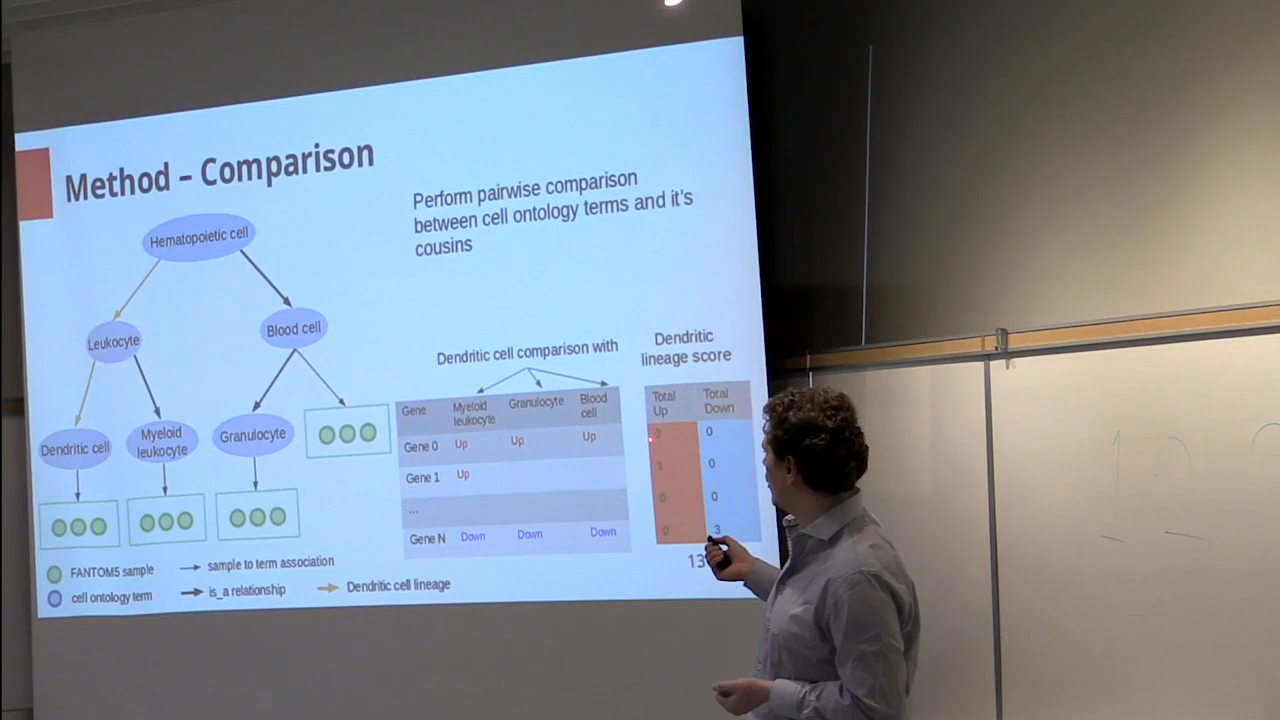 Method – Comparison
Perform pairwise comparison
between cell ontology terms and it's
cousins
Hematopoietic cell
Leukocyte
Blood cell
Dendritic cell
Myeloid
leukocyte
Granulocyte
Dendritic cell comparison with
Gene Myeloid leukocyte Granulocyte Blood cell
Gene 0 Up Up Up
Gene 1 Up
...
Gene N Down Down Down
Dendritic
lineage score
Total Up Total Down
3 0
1 0
0 0
0 3
FANTOM5 sample
sample to term association
cell ontology term
is_a relationship
Dendritic cell lineage